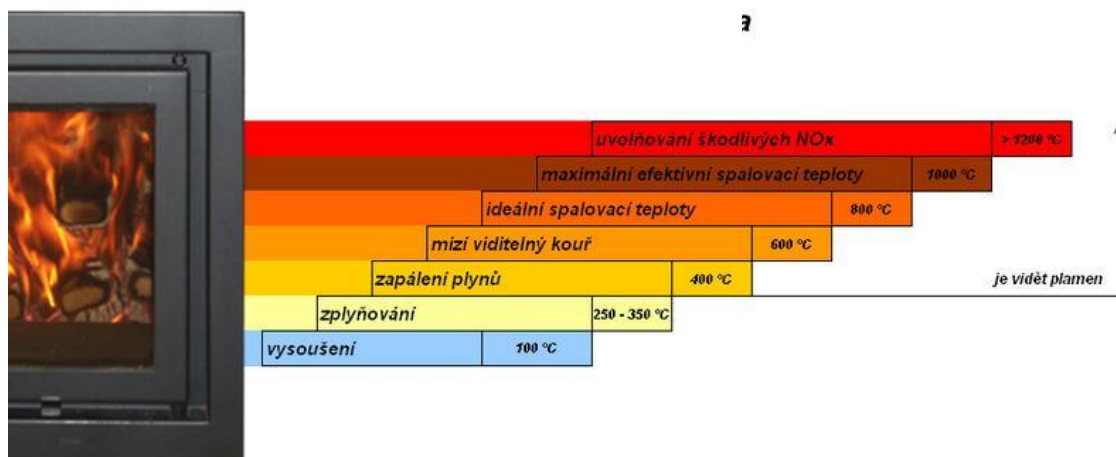 a
uvolňování škodlivých NOx > 1200 °C
maximální efektivní spalovací teploty 1000 °C
ideální spalovací teploty 800 °C
mizí viditelný kouř 600 °C
zapálení plynů 400 °C je vidět plamen
zplyňování 250 - 350 °C
vysoušení 100 °C